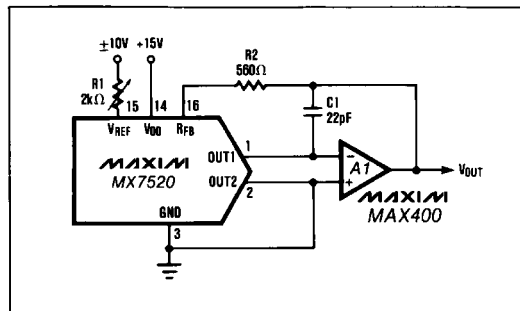 ±10V +15V
R1
2kΩ
R2
560Ω
C1
22pF
15 14 16
VREF VDD RFB
MAXIM
MX7520
OUT1 1
OUT2 2
GND
3
− A1
+
VOUT
MAXIM
MAX400